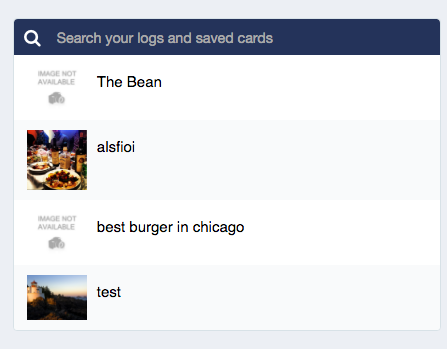 Search your logs and saved cards
IMAGE NOT
AVAILABLE
The Bean
alsfioi
IMAGE NOT
AVAILABLE
best burger in chicago
test